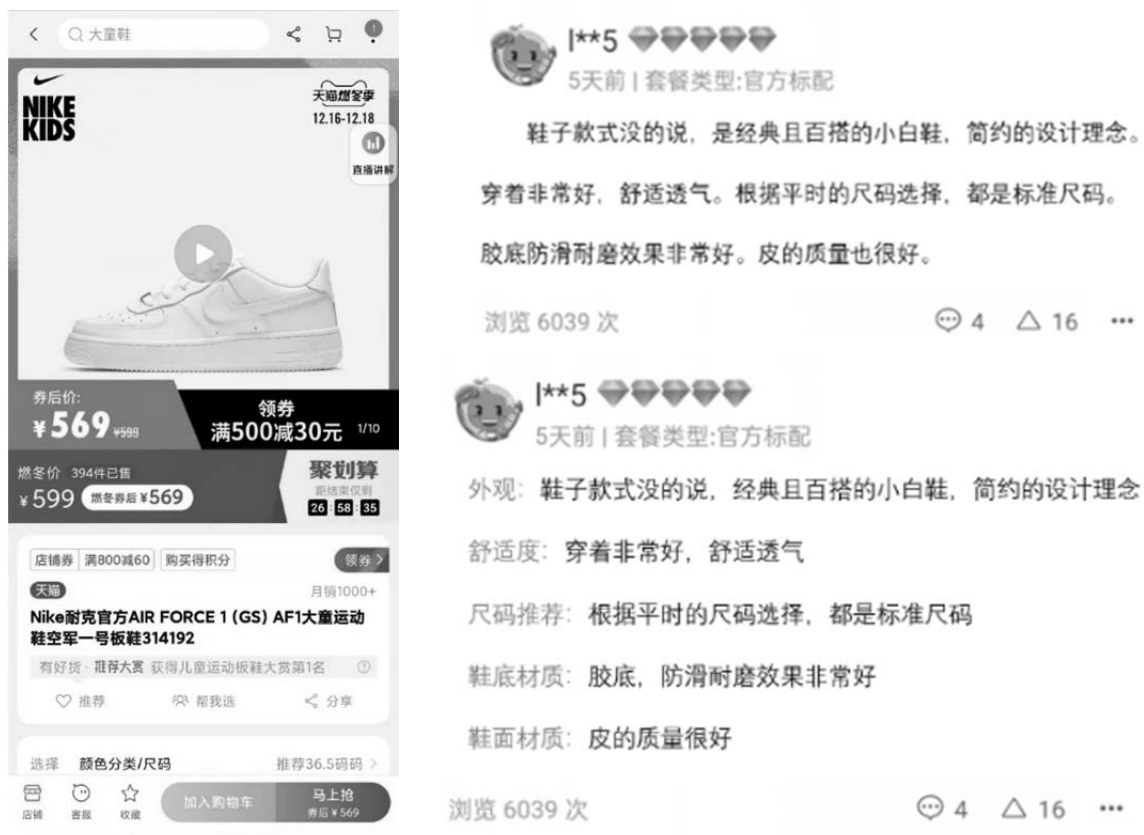 大童鞋
1
NIKE
KIDS
天猫燃冬季
12.16-12.18
直播讲解
券后价:
¥569 ¥599
领券
满500减30元 1/10
燃冬价 394件已售
¥599 燃冬券后¥569
聚划算
距结束仅剩
26:58:35
店铺券 满800减60 购买得积分 领券 >
天猫 月销1000+
Nike耐克官方AIR FORCE 1 (GS) AF1大童运动
鞋空军一号板鞋314192
有好货·推荐大赏 获得儿童运动板鞋大赏第1名
推荐 帮我选 分享
选择 颜色分类/尺码 推荐36.5码码 >
店铺 客服 收藏 加入购物车 马上抢
券后¥569
l**5
5天前 | 套餐类型:官方标配
鞋子款式没的说，是经典且百搭的小白鞋，简约的设计理念。
穿着非常好，舒适透气。根据平时的尺码选择，都是标准尺码。
胶底防滑耐磨效果非常好。皮的质量也很好。
浏览 6039 次 4 16 •••
l**5
5天前 | 套餐类型:官方标配
外观：鞋子款式没的说，经典且百搭的小白鞋，简约的设计理念
舒适度：穿着非常好，舒适透气
尺码推荐：根据平时的尺码选择，都是标准尺码
鞋底材质：胶底，防滑耐磨效果非常好
鞋面材质：皮的质量很好
浏览 6039 次 4 16 •••